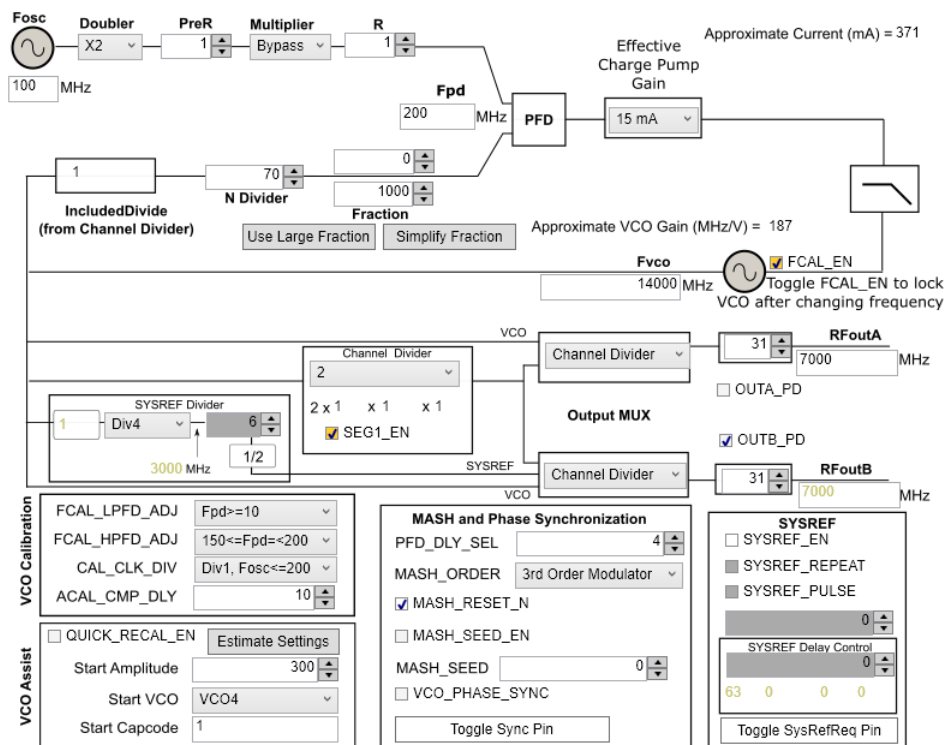 Fosc
Doubler PreR Multiplier R
X2 1 Bypass 1
Approximate Current (mA) = 371
100 MHz
Effective
Charge Pump
Gain
Fpd
200 MHz
PFD
15 mA
1
70
0
1000
N Divider
IncludedDivide
(from Channel Divider)
Fraction
Use Large Fraction Simplify Fraction
Approximate VCO Gain (MHz/V) = 187
Fvco
14000 MHz
FCAL_EN
Toggle FCAL_EN to lock
VCO after changing frequency
VCO
Channel Divider
2
2 x 1 x 1 x 1
SEG1_EN
Channel Divider
31
RFoutA
7000 MHz
OUTA_PD
SYSREF Divider
1 Div4 6
3000 MHz
1/2
Output MUX
OUTB_PD
SYSREF
Channel Divider
VCO
31
RFoutB
7000 MHz
VCO Calibration
FCAL_LPFD_ADJ Fpd>=10
FCAL_HPFD_ADJ 150<=Fpd=<200
CAL_CLK_DIV Div1, Fosc<=200
ACAL_CMP_DLY 10
VCO Assist
QUICK_RECAL_EN Estimate Settings
Start Amplitude 300
Start VCO VCO4
Start Capcode 1
MASH and Phase Synchronization
PFD_DLY_SEL 4
MASH_ORDER 3rd Order Modulator
MASH_RESET_N
MASH_SEED_EN
MASH_SEED 0
VCO_PHASE_SYNC
Toggle Sync Pin
SYSREF
SYSREF_EN
SYSREF_REPEAT
SYSREF_PULSE
0
SYSREF Delay Control
0
63 0 0 0
Toggle SysRefReq Pin